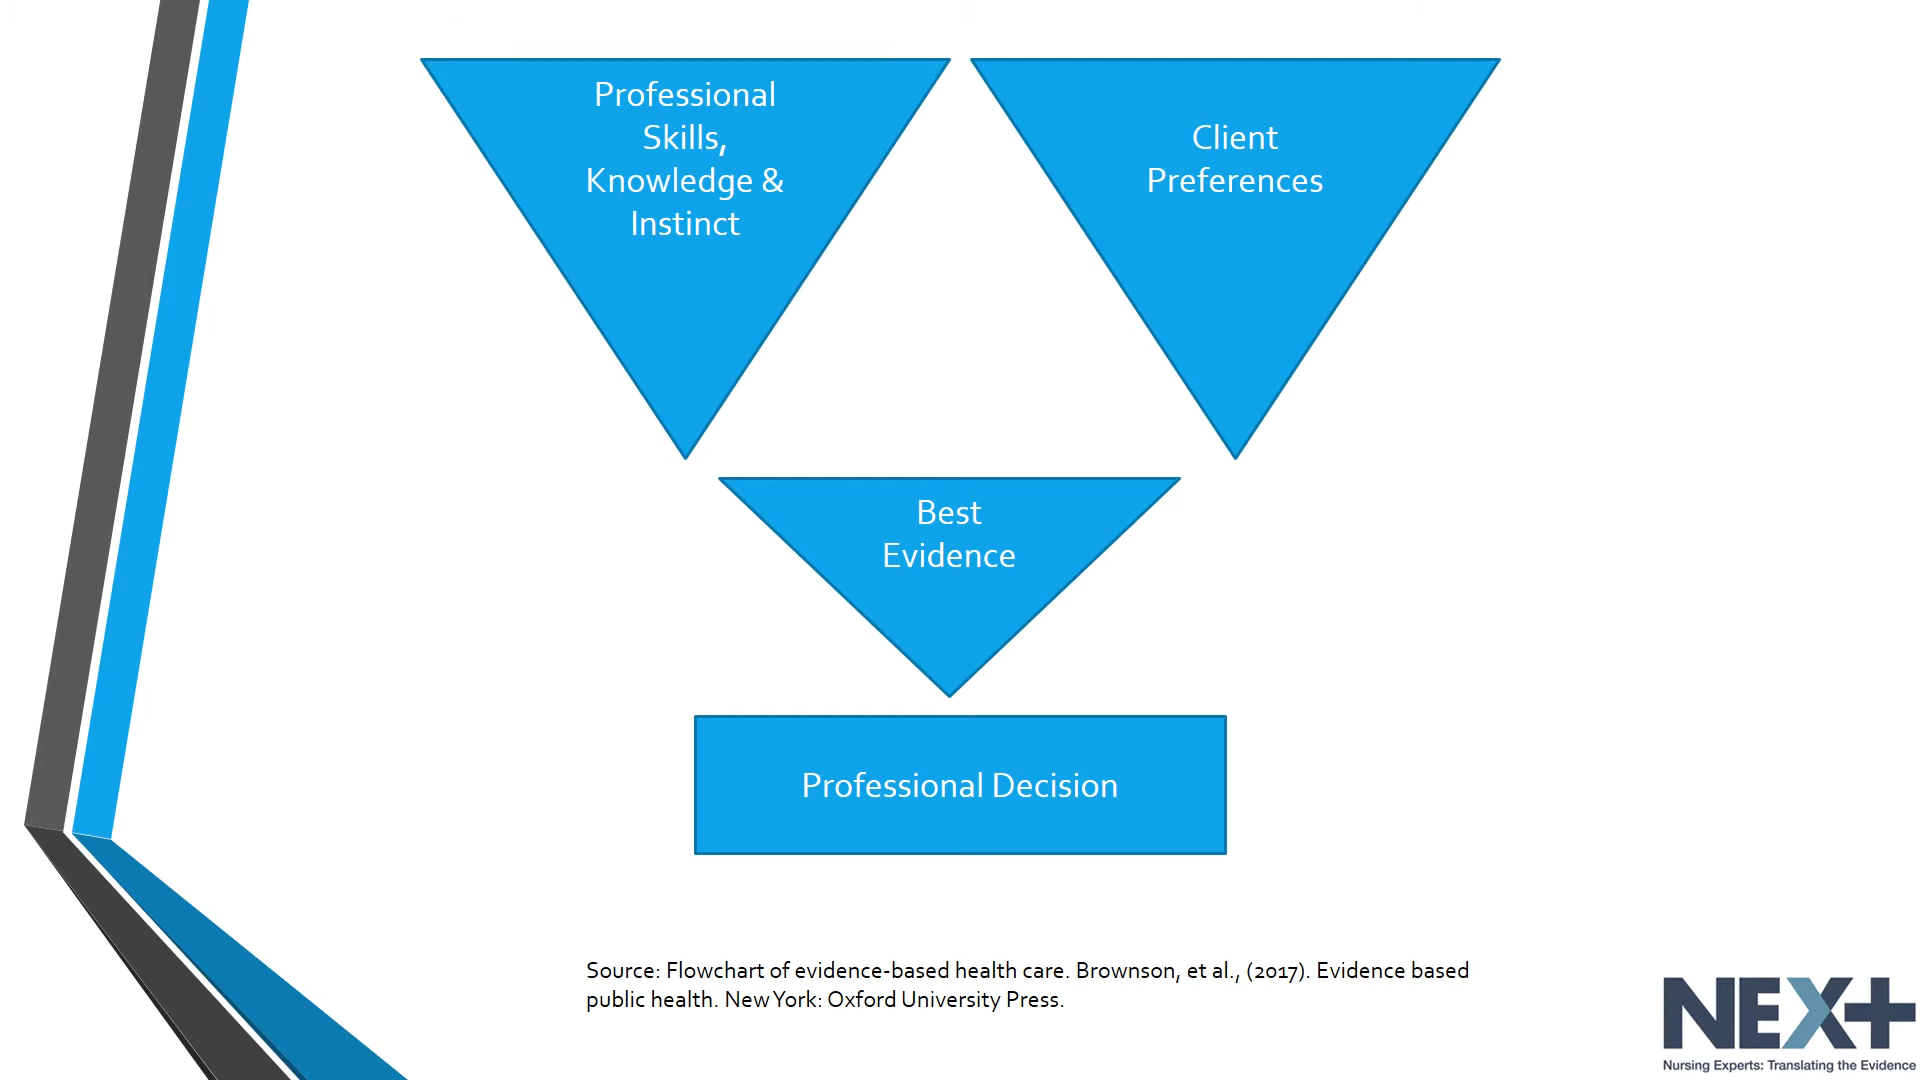 Professional
Skills,
Knowledge &
Instinct
Client
Preferences
Best
Evidence
Professional Decision
Source: Flowchart of evidence-based health care. Brownson, et al., (2017). Evidence based
public health. New York: Oxford University Press.
NEX+
Nursing Experts: Translating the Evidence